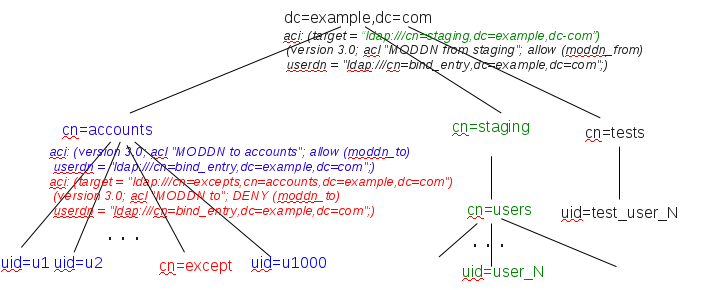 dc=example,dc=com
aci: (target = "ldap:///cn=staging,dc=example,dc-com")
(version 3.0; acl "MODDN from staging"; allow (moddn_from)
userdn = "ldap:///cn=bind_entry,dc=example,dc=com";)
cn=accounts
cn=staging
cn=tests
aci: (version 3.0; acl "MODDN to accounts"; allow (moddn_to)
userdn = "ldap:///cn=bind_entry,dc=example,dc=com";)
aci: (target = "ldap:///cn=excepts,cn=accounts,dc=example,dc=com")
(version 3.0; acl "MODDN to"; DENY (moddn_to)
userdn = "ldap:///cn=bind_entry,dc=example,dc=com";)
cn=users
uid=test_user_N
. . .
. . .
uid=u1
uid=u2
cn=except
uid=u1000
uid=user_N